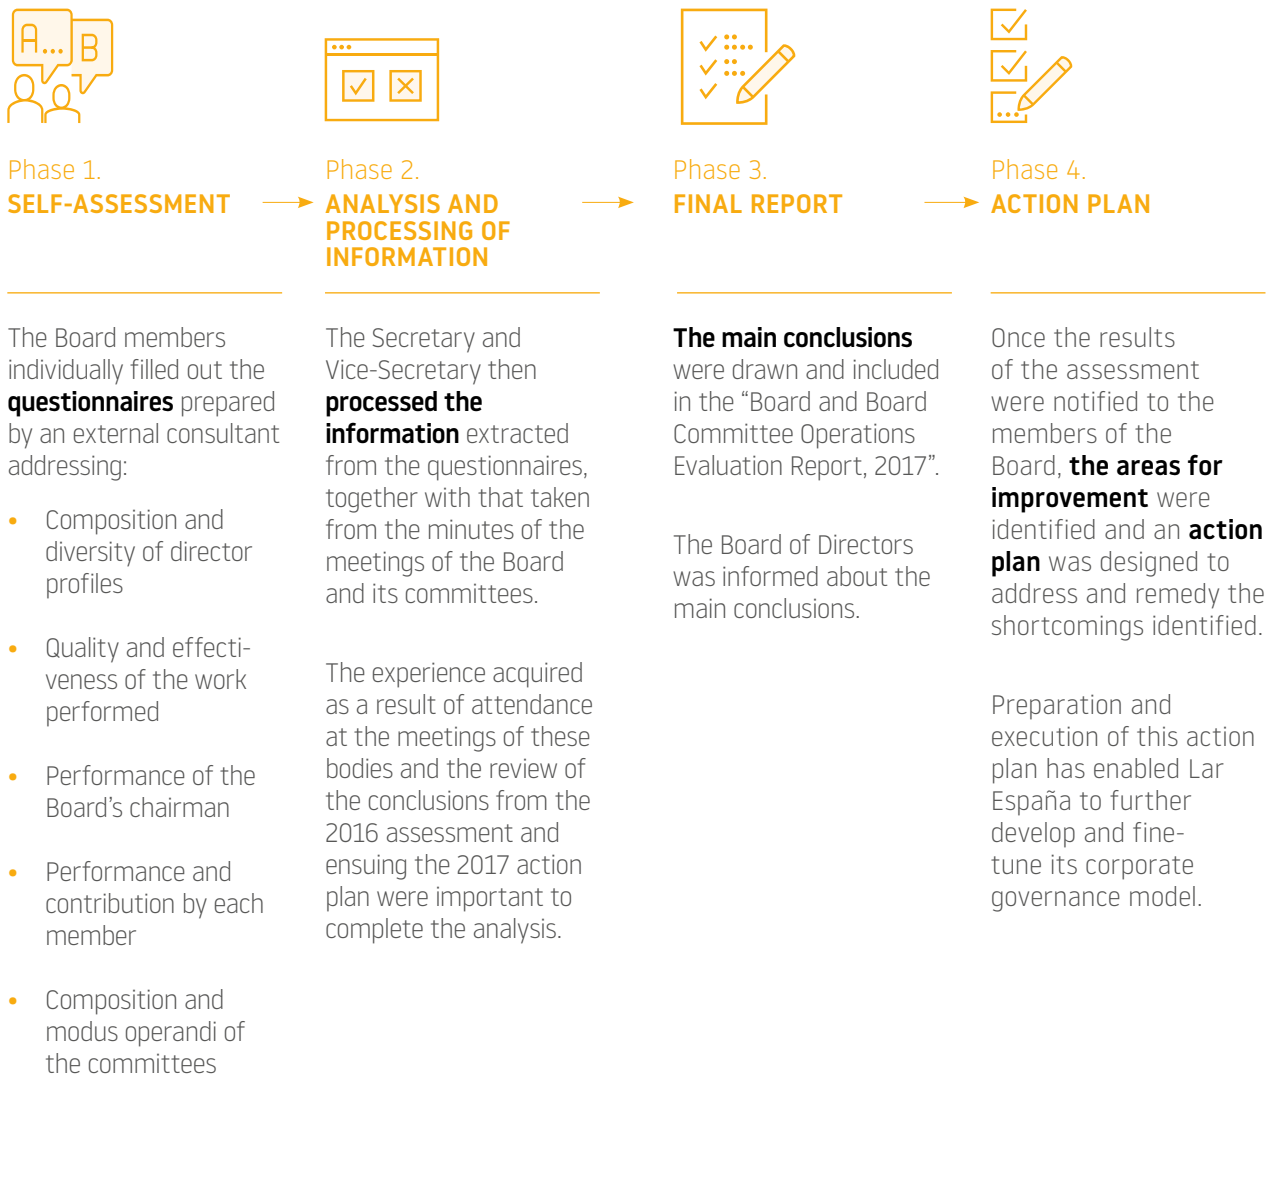 A...
B
Phase 1.
SELF-ASSESSMENT
The Board members
individually filled out the
questionnaires prepared
by an external consultant
addressing:
• Composition and
diversity of director
profiles
• Quality and effecti-
veness of the work
performed
• Performance of the
Board’s chairman
• Performance and
contribution by each
member
• Composition and
modus operandi of
the committees
Phase 2.
ANALYSIS AND
PROCESSING OF
INFORMATION
The Secretary and
Vice-Secretary then
processed the
information extracted
from the questionnaires,
together with that taken
from the minutes of the
meetings of the Board
and its committees.
The experience acquired
as a result of attendance
at the meetings of these
bodies and the review of
the conclusions from the
2016 assessment and
ensuing the 2017 action
plan were important to
complete the analysis.
Phase 3.
FINAL REPORT
The main conclusions
were drawn and included
in the “Board and Board
Committee Operations
Evaluation Report, 2017”.
The Board of Directors
was informed about the
main conclusions.
Phase 4.
ACTION PLAN
Once the results
of the assessment
were notified to the
members of the
Board, the areas for
improvement were
identified and an action
plan was designed to
address and remedy the
shortcomings identified.
Preparation and
execution of this action
plan has enabled Lar
España to further
develop and fine-
tune its corporate
governance model.